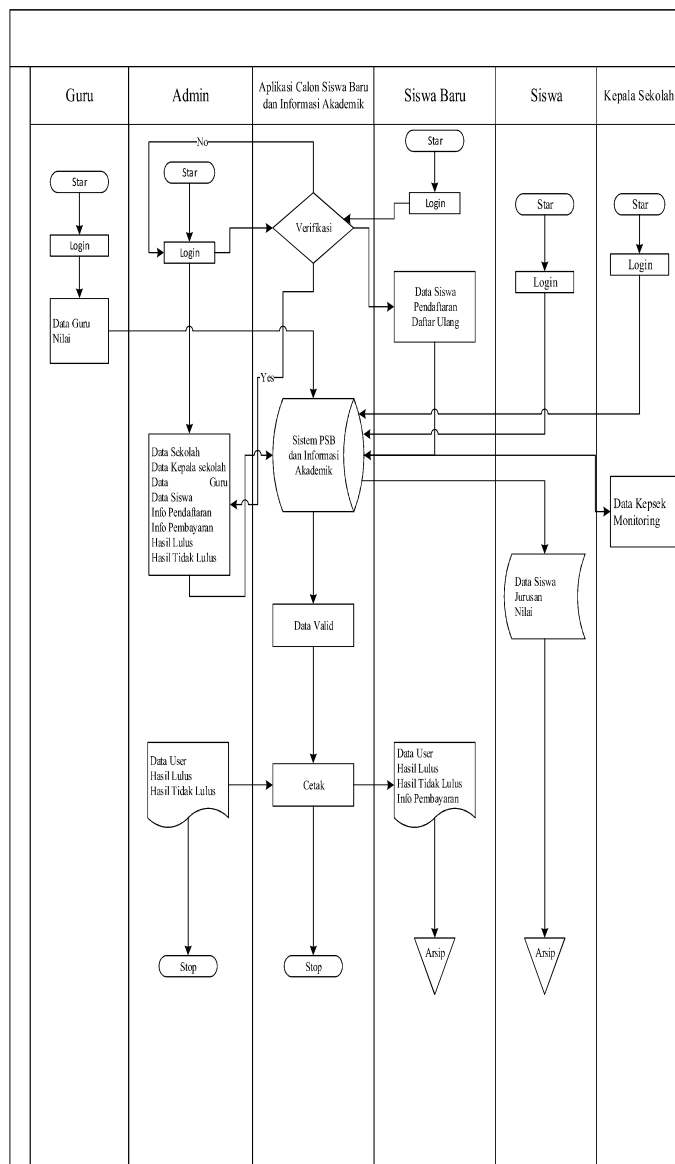 Guru
Admin
Aplikasi Calon Siswa Baru
dan Informasi Akademik
Siswa Baru
Siswa
Kepala Sekolah
No
Star
Star
Star
Star
Star
Login
Login
Login
Login
Login
Verifikasi
Data Siswa
Pendaftaran
Daftar Ulang
Data Guru
Nilai
Yes
Sistem PSB
dan Informasi
Akademik
Data Sekolah
Data Kepala sekolah
Data Guru
Data Siswa
Info Pendaftaran
Info Pembayaran
Hasil Lulus
Hasil Tidak Lulus
Data Kepsek
Monitoring
Data Siswa
Jurusan
Nilai
Data Valid
Data User
Hasil Lulus
Hasil Tidak Lulus
Cetak
Data User
Hasil Lulus
Hasil Tidak Lulus
Info Pembayaran
Stop
Stop
Arsip
Arsip